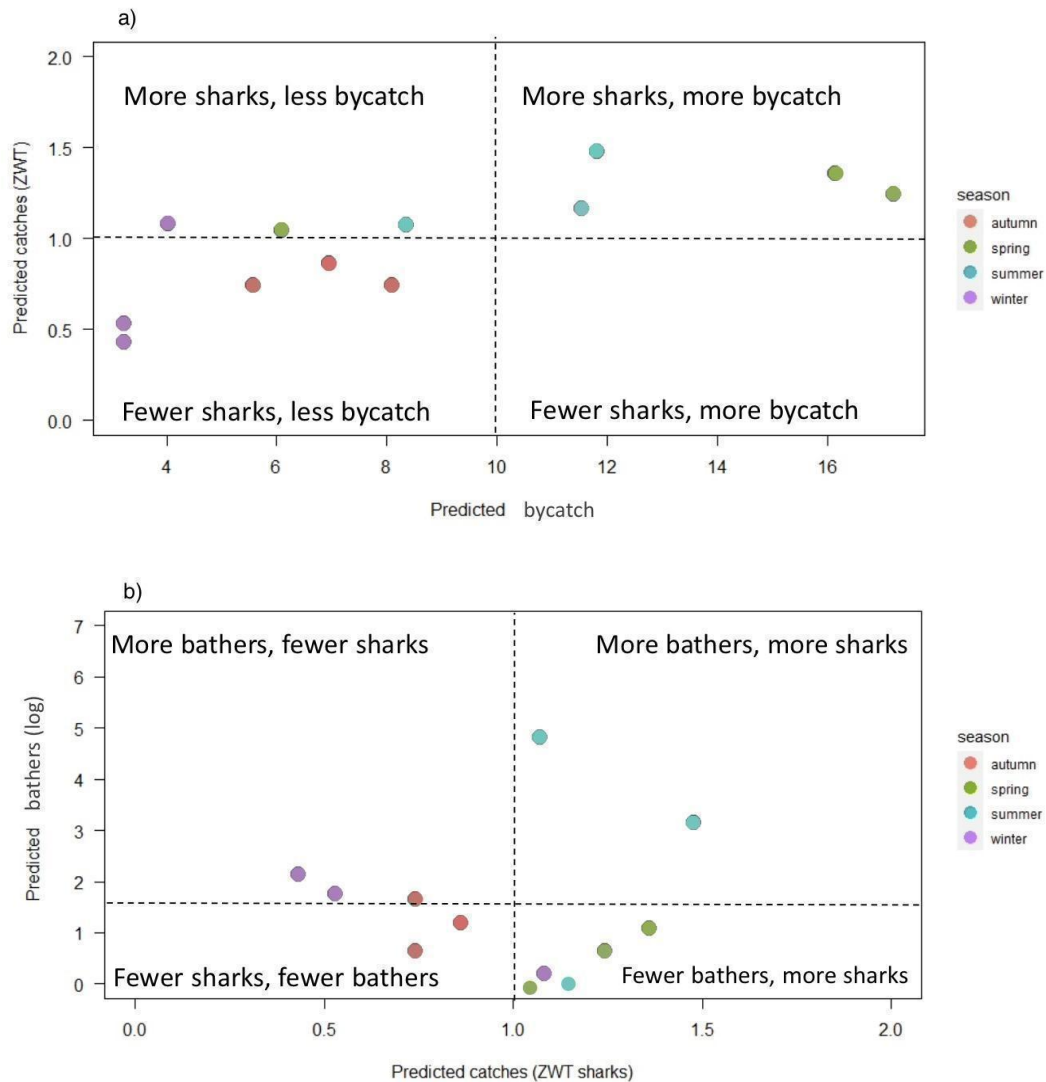 a)
2.0
More sharks, less bycatch
More sharks, more bycatch
1.5
Predicted catches (ZWT)
season
autumn
1.0
spring
summer
winter
0.5
Fewer sharks, less bycatch
Fewer sharks, more bycatch
0.0
4 6 8 10 12 14 16
Predicted bycatch
b)
7
More bathers, fewer sharks
More bathers, more sharks
6
5
Predicted bathers (log)
season
autumn
4
spring
summer
3
winter
2
1
Fewer sharks, fewer bathers
Fewer bathers, more sharks
0
0.0 0.5 1.0 1.5 2.0
Predicted catches (ZWT sharks)